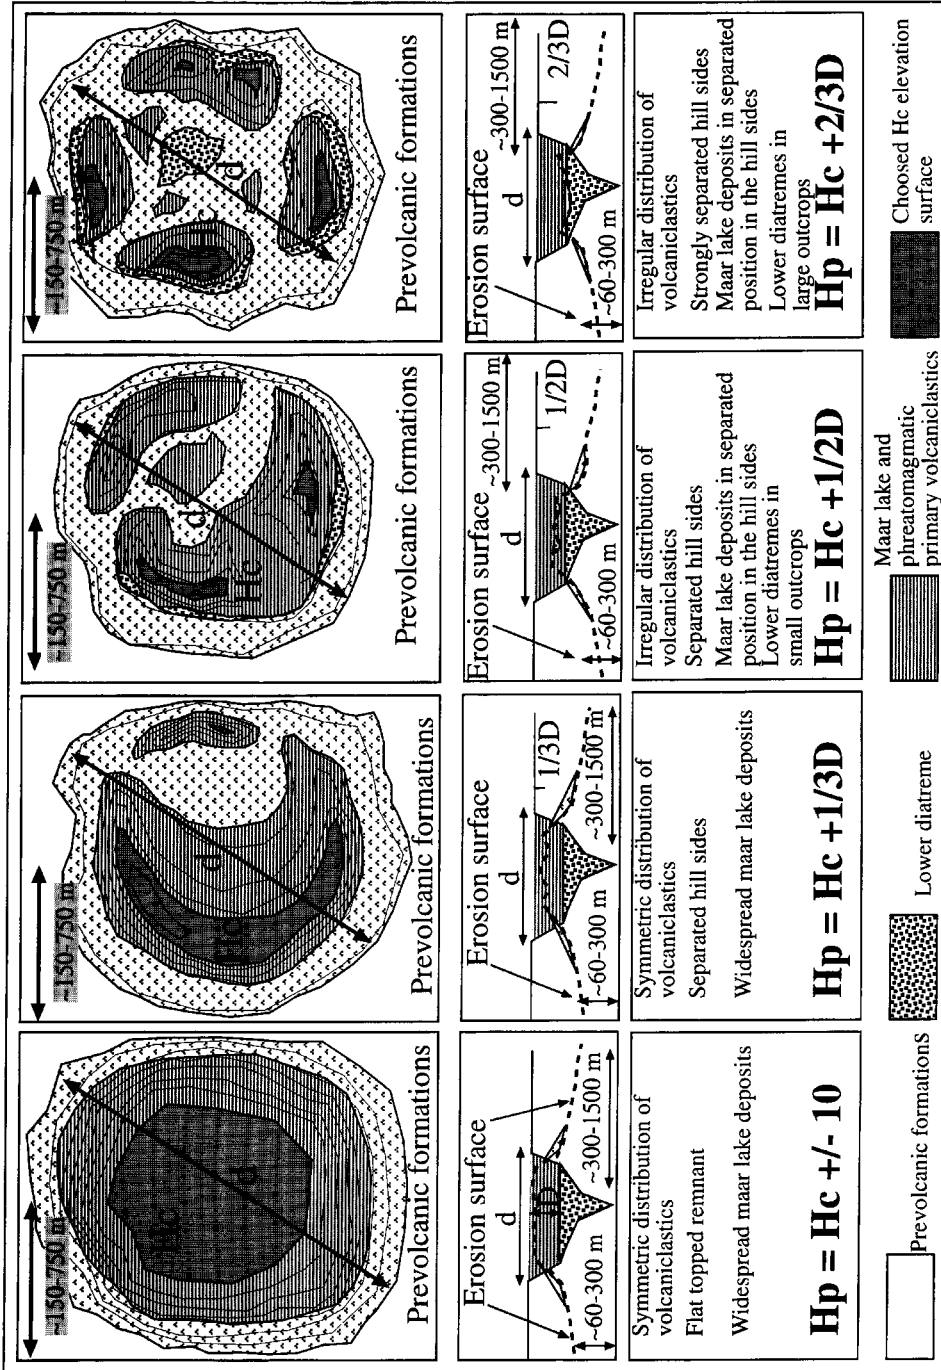 ~150-750 m
Hc
d
Prevolcanic formations
Erosion surface
d
D
~60-300 m
~300-1500 m
Symmetric distribution of
volcaniclastics
Flat topped remnant
Widespread maar lake deposits
Hp = Hc +/- 10
~150-750 m
Hc
d
Prevolcanic formations
Erosion surface
d
1/3D
~60-300 m
~300-1500 m
Symmetric distribution of
volcaniclastics
Separated hill sides
Widespread maar lake deposits
Hp = Hc +1/3D
~150-750 m
Hc
d
Prevolcanic formations
Erosion surface
~300-1500 m
d
1/2D
~60-300 m
Irregular distribution of
volcaniclastics
Separated hill sides
Maar lake deposits in separated
position in the hill sides
Lower diatremes in
small outcrops
Hp = Hc +1/2D
~150-750 m
Hc
d
Prevolcanic formations
Erosion surface
~300-1500 m
d
2/3D
~60-300 m
Irregular distribution of
volcaniclastics
Strongly separated hill sides
Maar lake deposits in separated
position in the hill sides
Lower diatremes in
large outcrops
Hp = Hc +2/3D
Prevolcanic formations
Lower diatreme
Maar lake and
phreatomagmatic
primary volcaniclastics
Choosed Hc elevation
surface